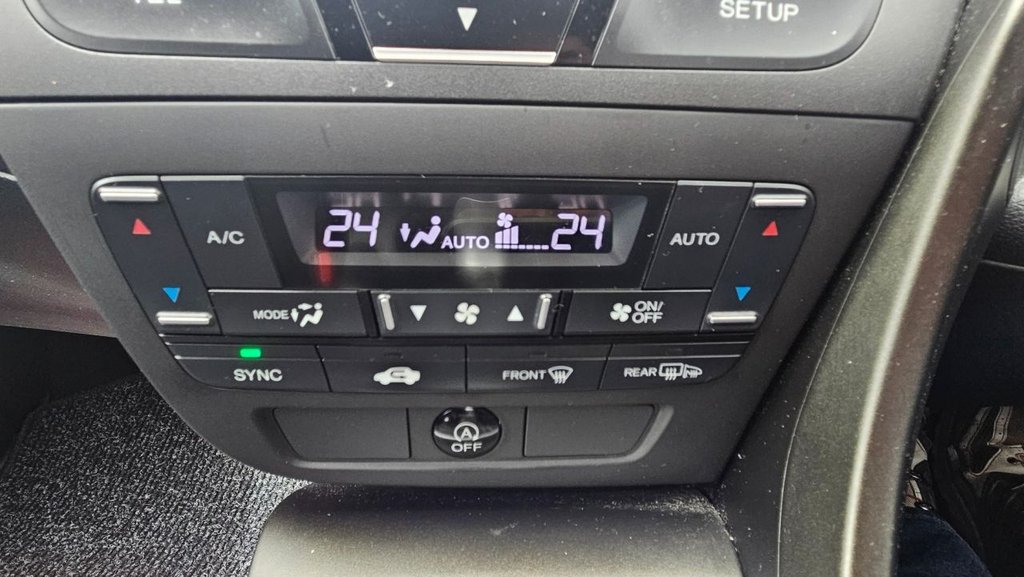 SETUP
24 AUTO 24
A/C
AUTO
MODE
ON/
OFF
SYNC
FRONT
REAR
A
OFF